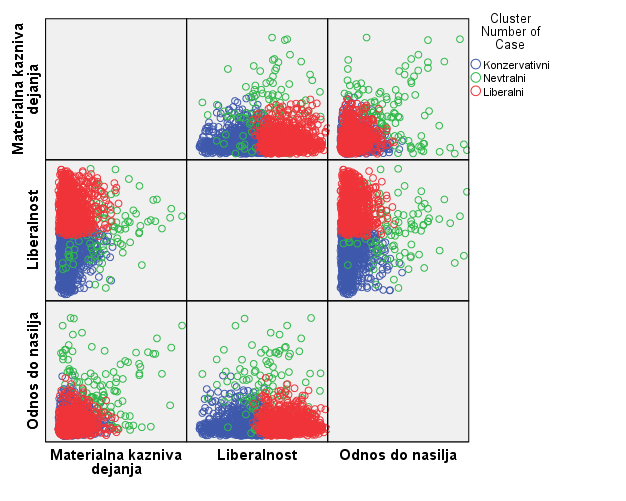 Cluster
Number of
Case
Konzervativni
Nevtralni
Liberalni
Materialna kazniva
dejanja
Liberalnost
Odnos do nasilja
Materialna kazniva
dejanja
Liberalnost
Odnos do nasilja